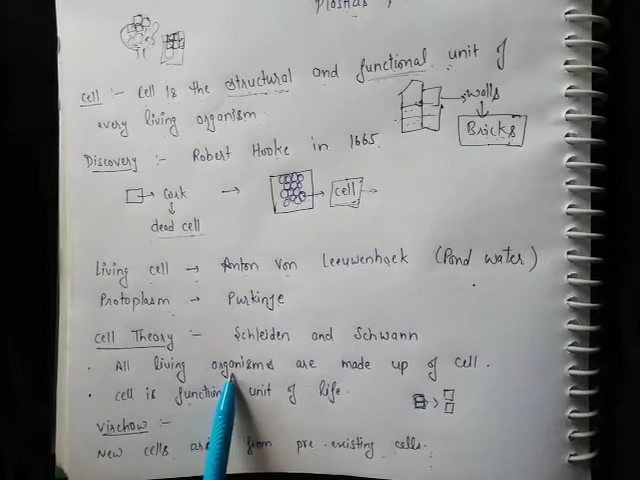 Plastids
Cell :- Cell is the structural and functional unit of
every living organism
walls
Bricks
Discovery :- Robert Hooke in 1665.
Cork
cell
dead cell
Living cell → Anton Von Leeuwenhoek (Pond water)
Protoplasm → Purkinje
Cell Theory :- Schleiden and Schwann
. All living organisms are made up of cell.
. Cell is function unit of life.
Virchow :-
New cells from pre-existing cells.